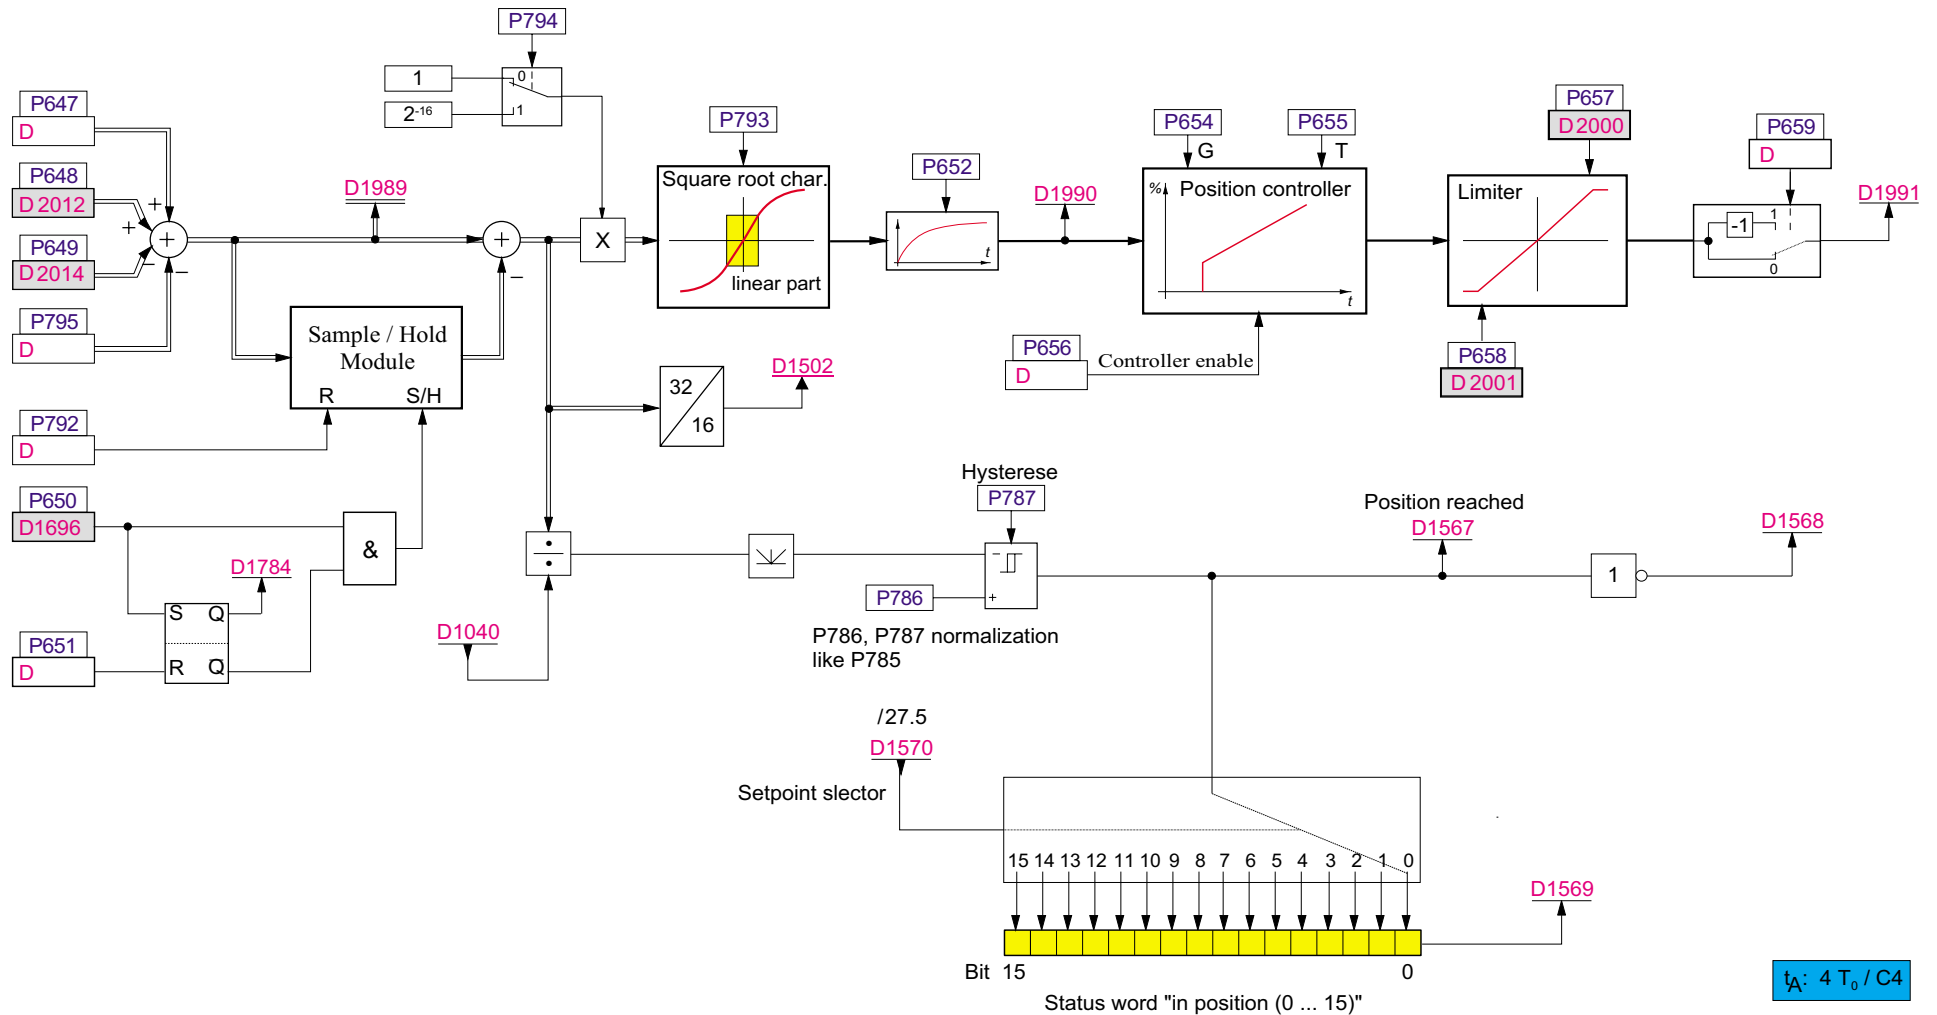 P794
1
0
2-16
1
P647
D
P648
D2012
P649
D2014
P795
D
+
+
+
−
−
D1989
+
−
X
P793
Square root char.
linear part
P652
t
D1990
P654
G
P655
T
%
Position controller
t
P656
D
Controller enable
P657
D2000
Limiter
P658
D2001
P659
D
-1
1
0
D1991
Sample / Hold
Module
R
S/H
P792
D
P650
D1696
&
D1784
S
Q
R
Q
P651
D
32
16
D1502
D1040
÷
Hysterese
P787
−
+
P786
P786, P787 normalization
like P785
Position reached
D1567
1
D1568
/27.5
D1570
Setpoint slector
15 14 13 12 11 10 9 8 7 6 5 4 3 2 1 0
D1569
Bit 15
0
Status word "in position (0 ... 15)"
tA: 4 T0 / C4